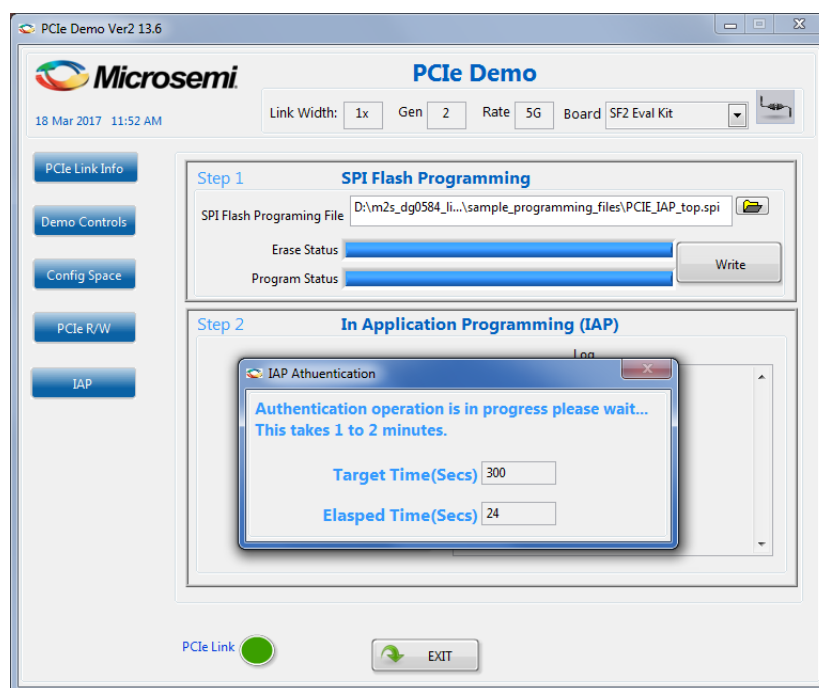 PCIe Demo Ver2 13.6
Microsemi.
PCIe Demo
18 Mar 2017 11:52 AM
Link Width: 1x Gen 2 Rate 5G Board SF2 Eval Kit
PCIe Link Info
Demo Controls
Config Space
PCIe R/W
IAP
Step 1 SPI Flash Programming
SPI Flash Programing File D:\m2s_dg0584_li...\sample_programming_files\PCIE_IAP_top.spi
Erase Status
Program Status
Write
Step 2 In Application Programming (IAP)
Log
IAP Athuentication
Authentication operation is in progress please wait...
This takes 1 to 2 minutes.
Target Time(Secs) 300
Elasped Time(Secs) 24
PCIe Link
EXIT